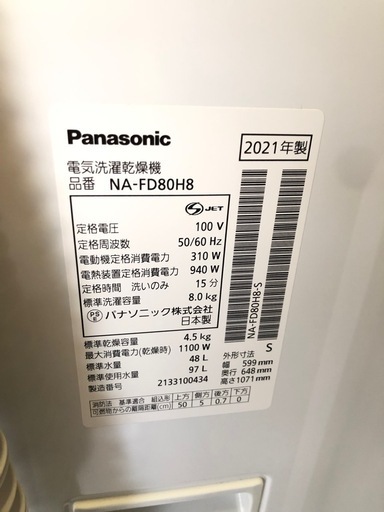 Panasonic
2021年製
電気洗濯乾燥機
品番 NA-FD80H8
S JET
定格電圧 100 V
定格周波数 50/60 Hz
電動機定格消費電力 310 W
電熱装置定格消費電力 940 W
定格時間 洗いのみ 15 分
標準洗濯容量 8.0 kg
PS E パナソニック株式会社
日本製
NA-FD80H8-S
標準乾燥容量 4.5 kg
最大消費電力(乾燥時) 1100 W
標準水量 48 L
標準使用水量 97 L
製造番号 2133100434
S
外形寸法
幅 599 mm
奥行 648 mm
高さ 1071 mm
消防法 基準適合 組込形 上方 側方 後方 下方
可燃物からの離隔距離(cm) 50 5 0.7 0